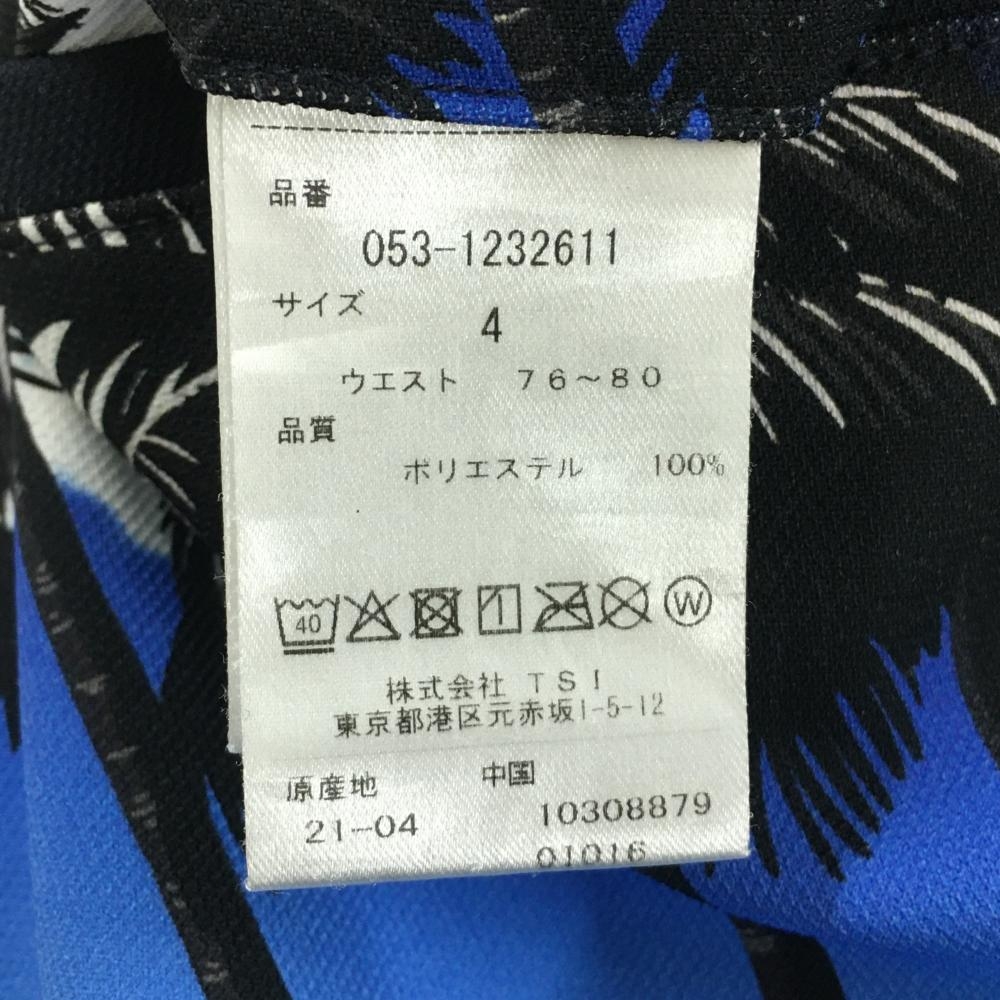 品番
053-1232611
サイズ
4
ウエスト 76~80
品質
ポリエステル 100%
40
W
株式会社 TSI
東京都港区元赤坂1-5-12
原産地 中国
21-04 10308879
01016